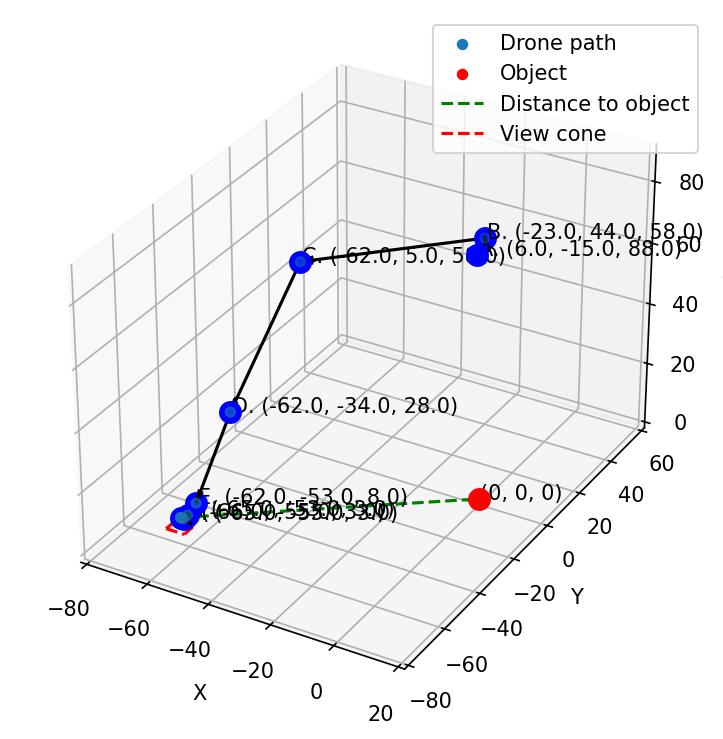 Drone path
Object
Distance to object
View cone
80
B. (-23.0, 44.0, 58.0)
60
(6.0, -15.0, 88.0)
C. (-62.0, 5.0, 5
40
20
D. (-62.0, -34.0, 28.0)
0
(-62.0, -53.0, 8.0)
(0, 0, 0)
60
40
20
0
−20
−40
−60
−80
Y
−80
−60
−40
−20
0
20
X